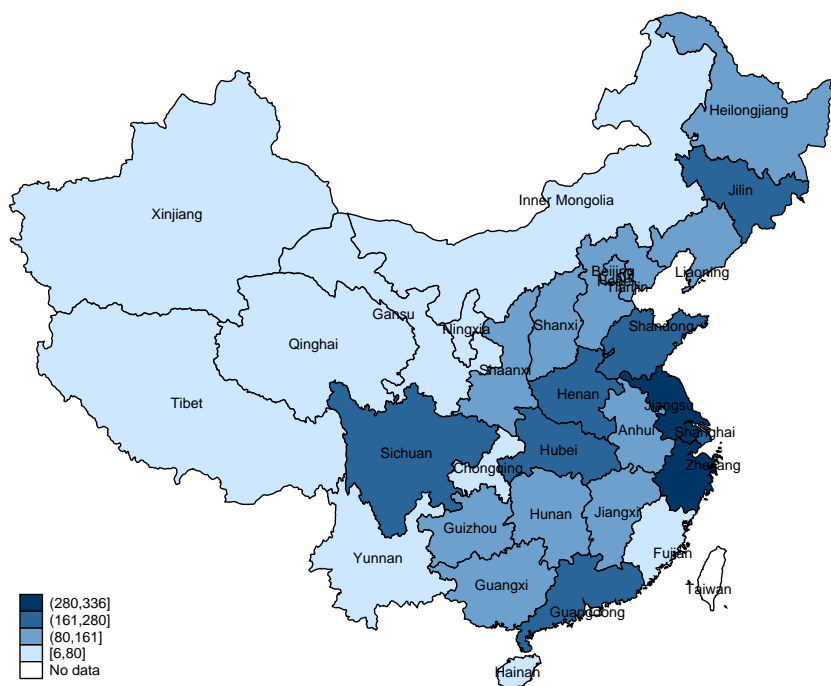 Heilongjiang
Jilin
Xinjiang
Inner Mongolia
Beijing
Liaoning
Hebei
Tianjin
Gansu
Ningxia
Shanxi
Shandong
Qinghai
Shaanxi
Tibet
Henan
Jiangsu
Anhui
Shanghai
Sichuan
Hubei
Chongqing
Zhejiang
Hunan
Jiangxi
Guizhou
Yunnan
Fujian
Guangxi
Taiwan
Guangdong
Hainan
(280,336]
(161,280]
(80,161]
[6,80]
No data